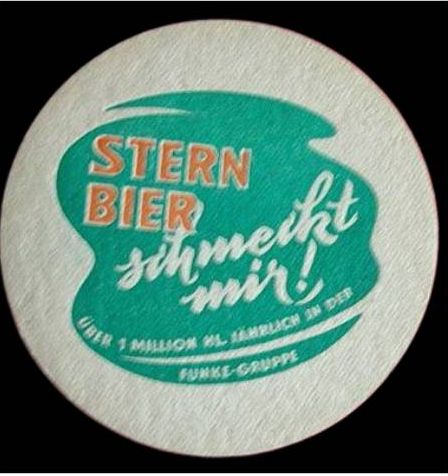 STERN
BIER
schmeckt
mir!
ÜBER 1 MILLION HL. JÄHRLICH IN DER
FUNKE-GRUPPE